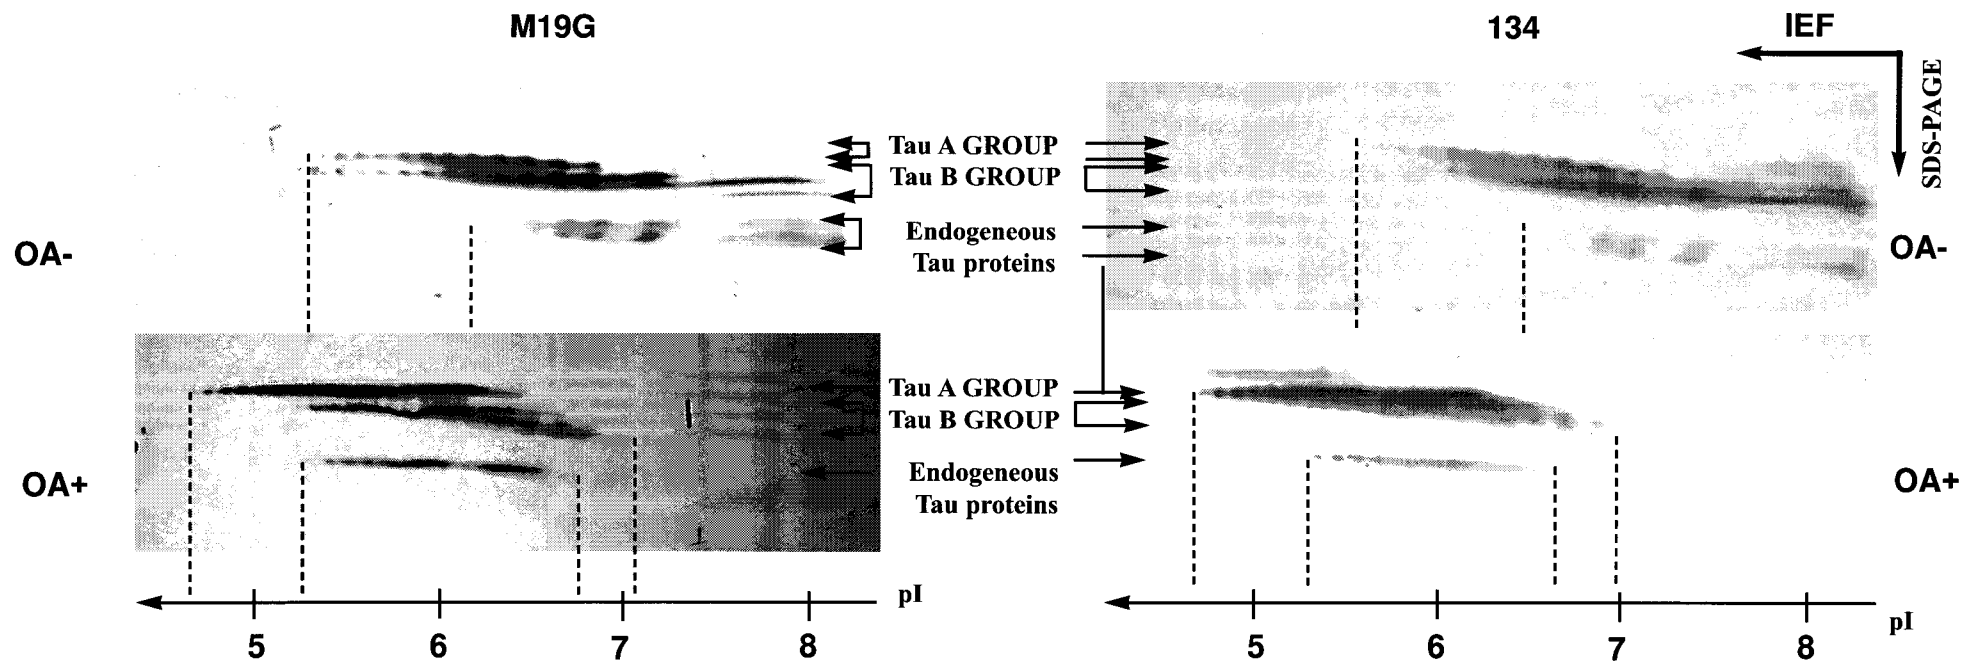 M19G
134
IEF
SDS-PAGE
Tau A GROUP
Tau B GROUP
Endogeneous
Tau proteins
OA-
OA-
Tau A GROUP
Tau B GROUP
Endogeneous
Tau proteins
OA+
OA+
pI
5 6 7 8
pI
5 6 7 8